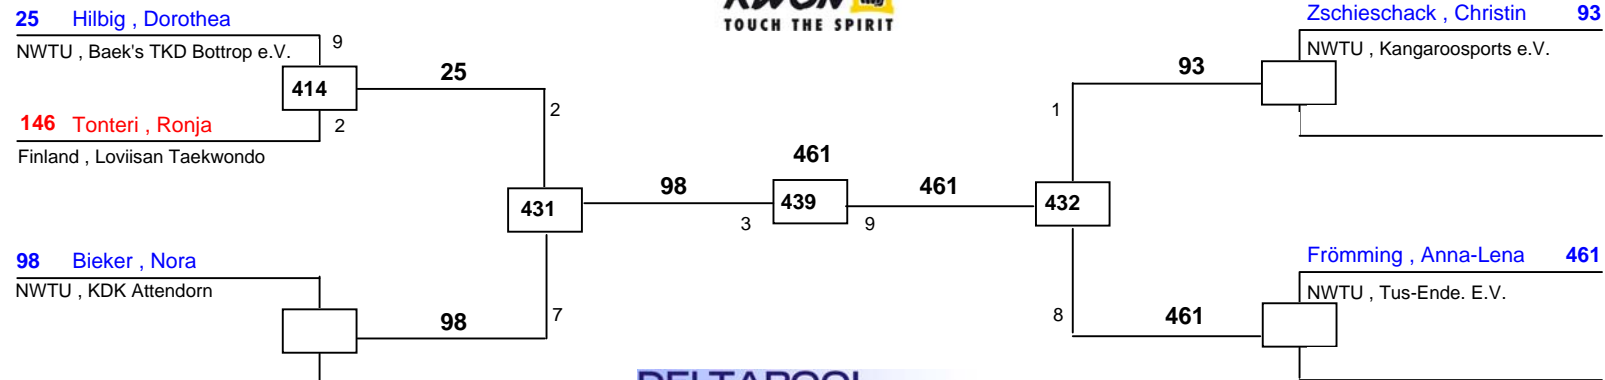 KWON
TOUCH THE SPIRIT
25 Hilbig , Dorothea
NWTU , Baek's TKD Bottrop e.V.
9
414
25
146 Tonteri , Ronja
2
Finland , Loviisan Taekwondo
2
431
98
3
461
439
461
9
98 Bieker , Nora
NWTU , KDK Attendorn
98
7
Zschieschack , Christin 93
NWTU , Kangaroosports e.V.
93
1
432
Frömming , Anna-Lena 461
NWTU , Tus-Ende. E.V.
461
8